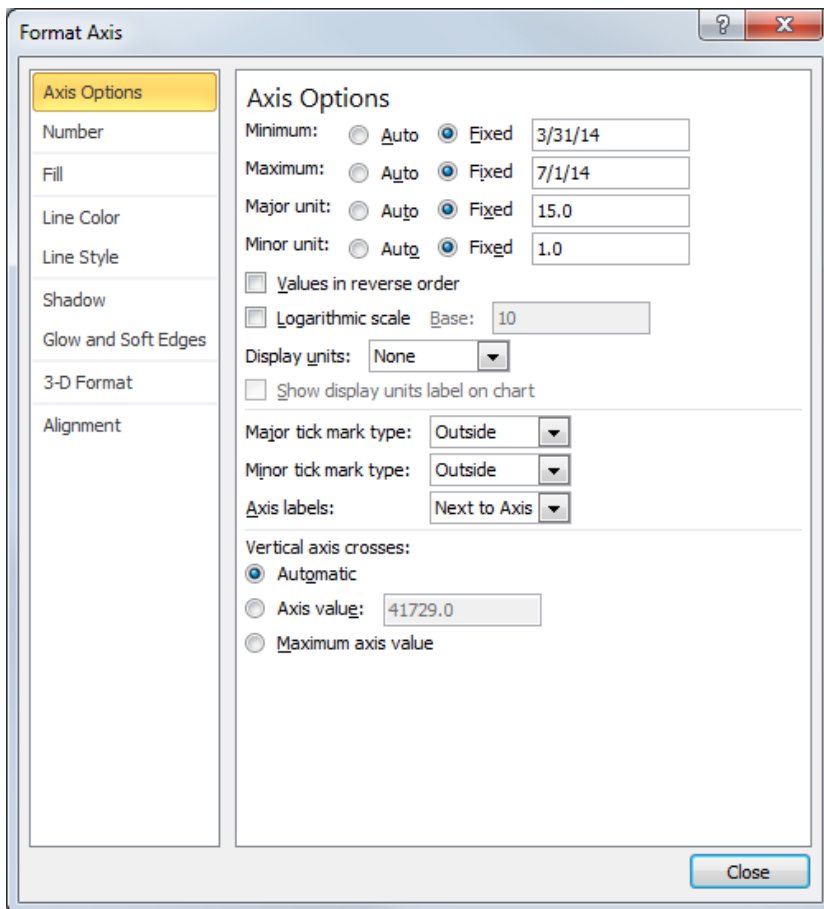 Format Axis
?
X
Axis Options
Number
Fill
Line Color
Line Style
Shadow
Glow and Soft Edges
3-D Format
Alignment
Axis Options
Minimum: Auto Fixed 3/31/14
Maximum: Auto Fixed 7/1/14
Major unit: Auto Fixed 15.0
Minor unit: Auto Fixed 1.0
Values in reverse order
Logarithmic scale Base: 10
Display units: None
Show display units label on chart
Major tick mark type: Outside
Minor tick mark type: Outside
Axis labels: Next to Axis
Vertical axis crosses:
Automatic
Axis value: 41729.0
Maximum axis value
Close